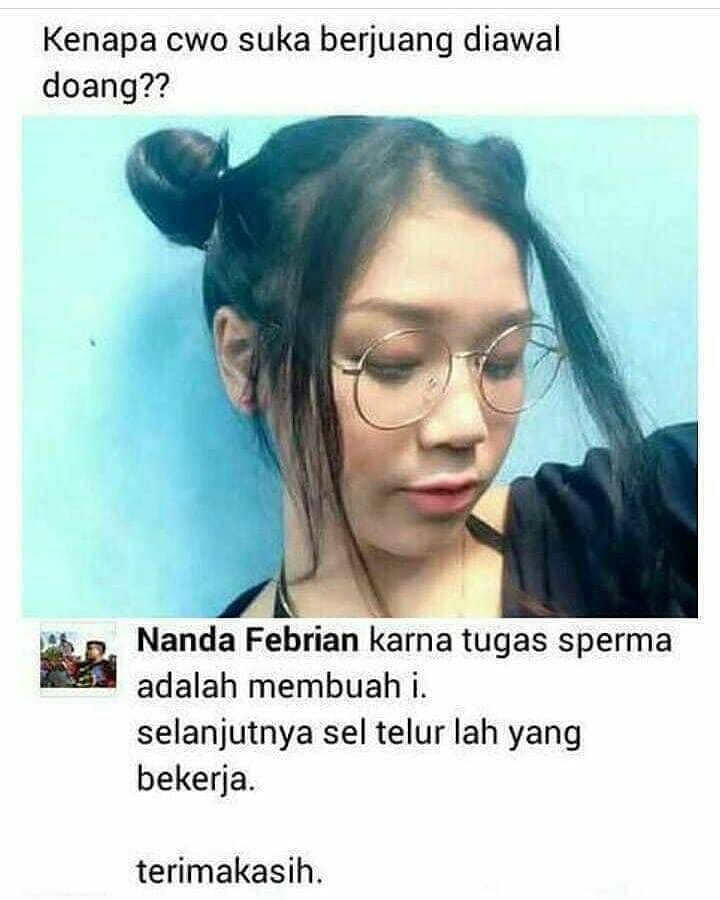 Kenapa cwo suka berjuang diawal
doang??
Nanda Febrian karna tugas sperma
adalah membuah i.
selanjutnya sel telur lah yang
bekerja.
terimakasih.